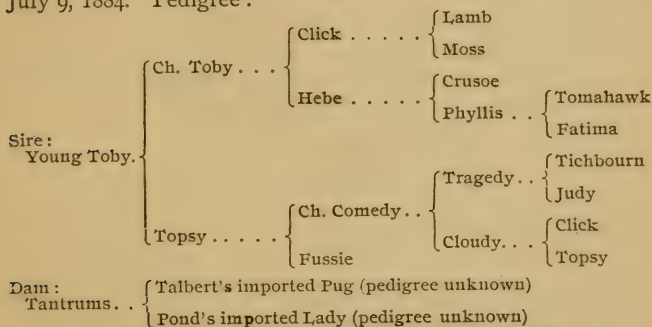 July 9, 1884. Pedigree:
Click . . . . . Lamb
Moss
Ch. Toby . . .
Hebe . . . . . Crusoe
Phyllis . . Tomahawk
Fatima
Sire:
Young Toby.
Tragedy. . Tichbourn
Judy
Ch. Comedy. .
Topsy . . . . . Cloudy. . . Click
Fussie Topsy
Dam: Talbert's imported Pug (pedigree unknown)
Tantrums. .
Pond's imported Lady (pedigree unknown)